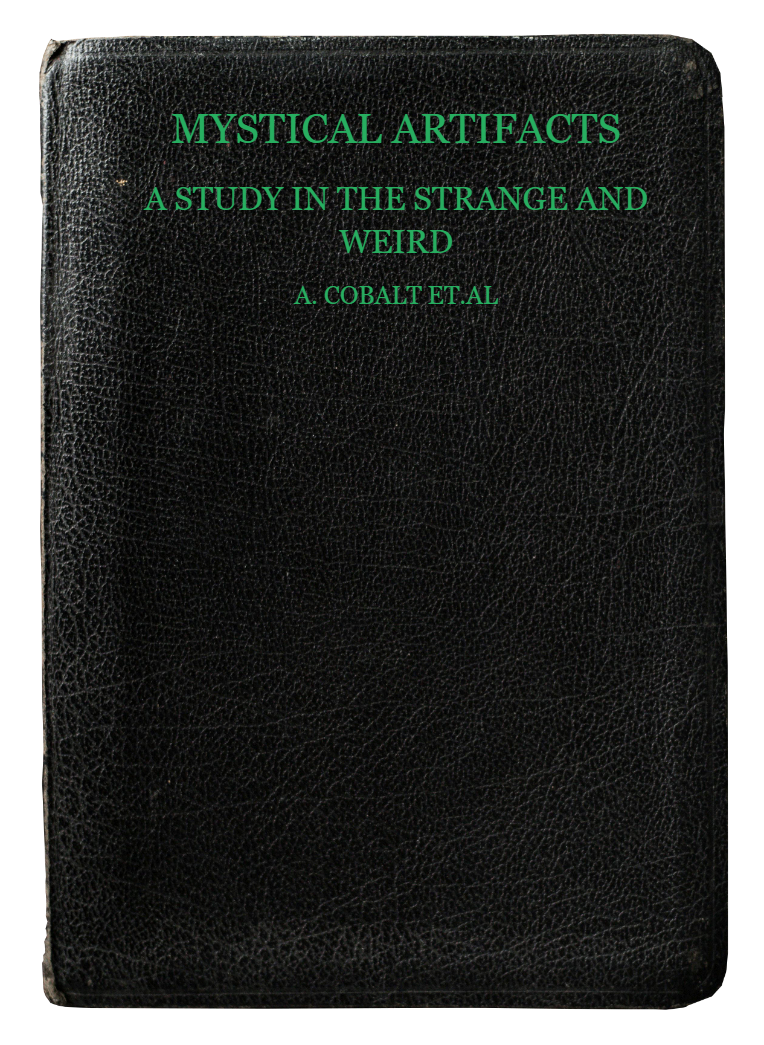 MYSTICAL ARTIFACTS
A STUDY IN THE STRANGE AND
WEIRD
A. COBALT ET.AL